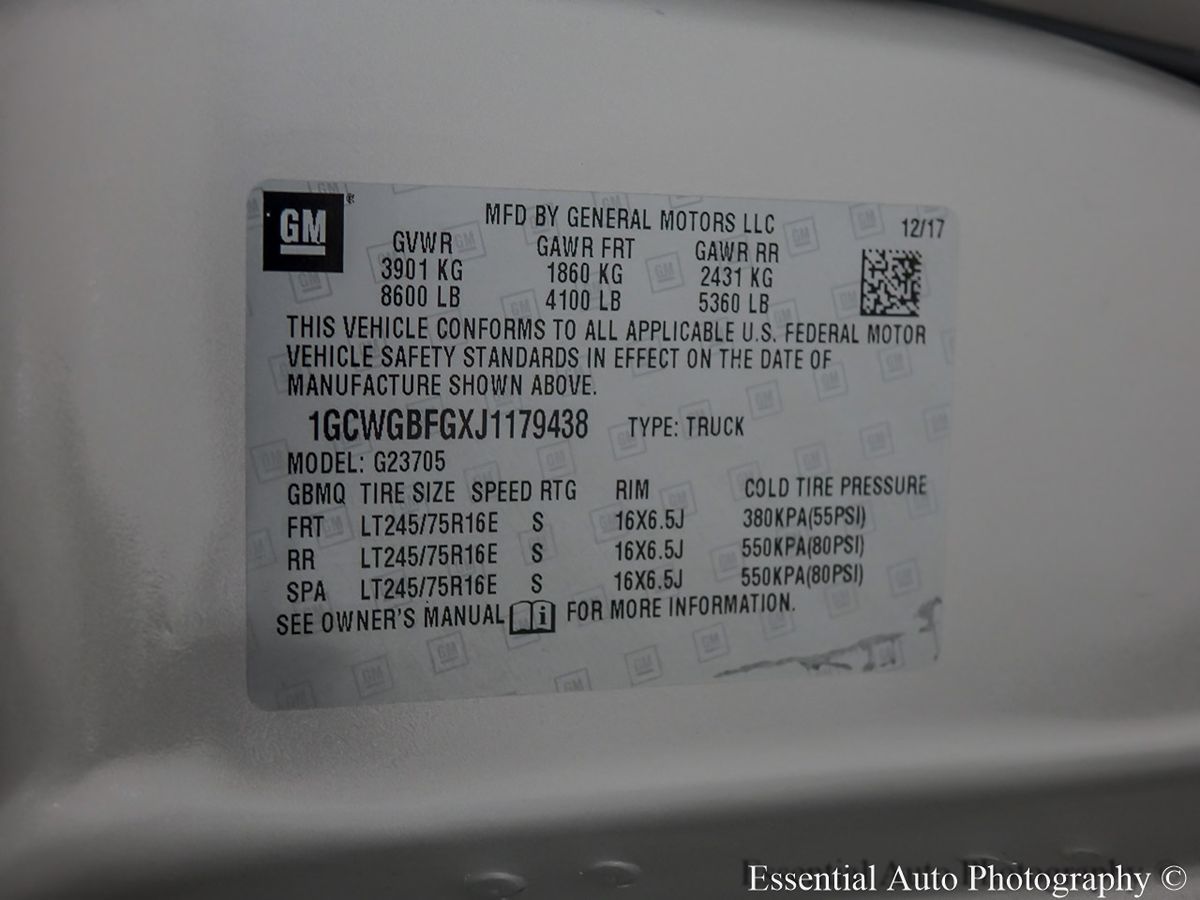 GM®
MFD BY GENERAL MOTORS LLC 12/17
GVWR GAWR FRT GAWR RR
3901 KG 1860 KG 2431 KG
8600 LB 4100 LB 5360 LB
THIS VEHICLE CONFORMS TO ALL APPLICABLE U.S. FEDERAL MOTOR
VEHICLE SAFETY STANDARDS IN EFFECT ON THE DATE OF
MANUFACTURE SHOWN ABOVE.
1GCWGBFGXJ1179438 TYPE: TRUCK
MODEL: G23705
GBMQ TIRE SIZE SPEED RTG RIM COLD TIRE PRESSURE
FRT LT245/75R16E S 16X6.5J 380KPA(55PSI)
RR LT245/75R16E S 16X6.5J 550KPA(80PSI)
SPA LT245/75R16E S 16X6.5J 550KPA(80PSI)
SEE OWNER'S MANUAL i FOR MORE INFORMATION.
Essential Auto Photography ©